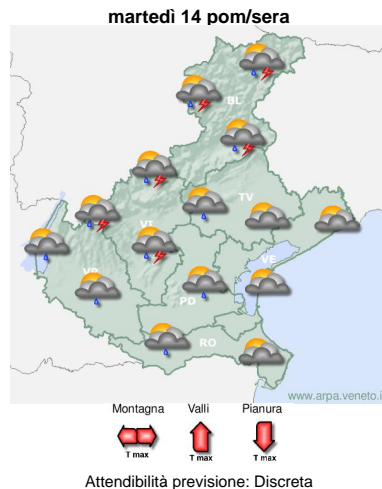 martedì 14 pom/sera
BL
TV
VI
VR
VE
PD
RO
www.arpa.veneto.it
Montagna Valli Pianura
T max T max T max
Attendibilità previsione: Discreta